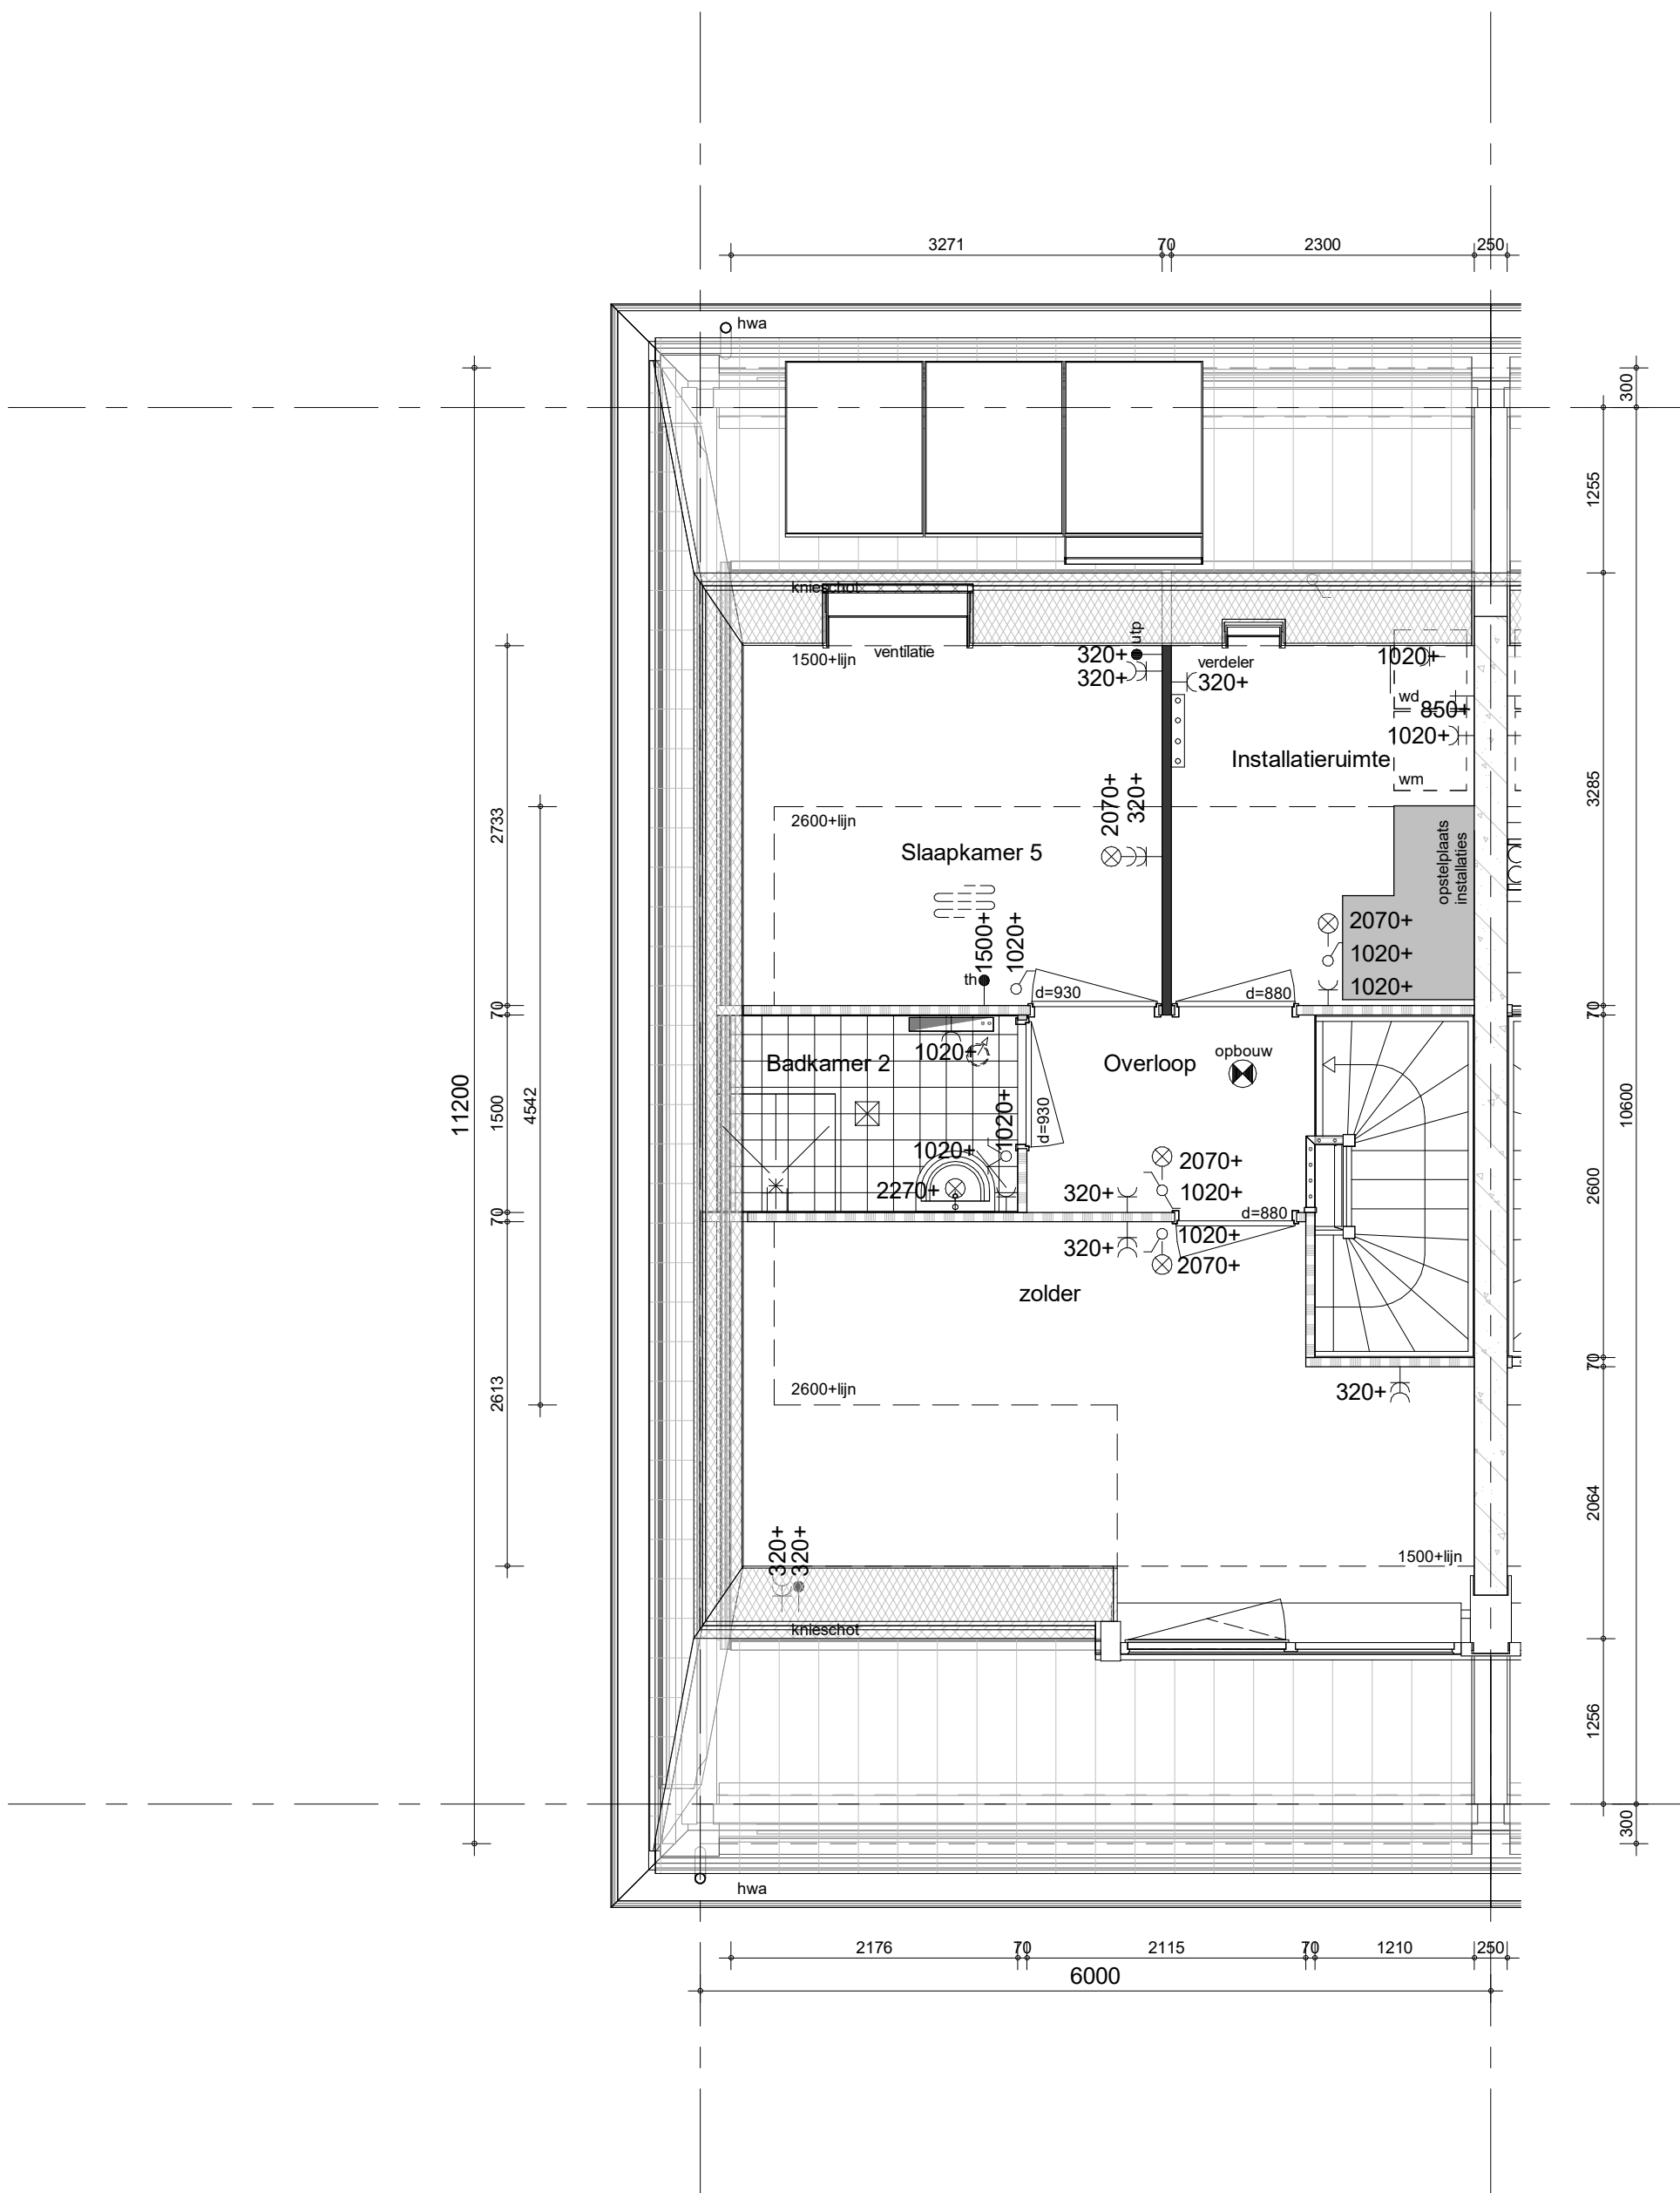 3271
70
2300
250
hwa
300
1255
knieschot
1500+lijn
ventilatie
utp
320+
320+
verdeler
320+
1020+
wd
850+
1020+
Installatieruimte
wm
3285
2733
2600+lijn
2070+
320+
Slaapkamer 5
opstelplaats
installaties
2070+
1020+
1020+
1500+
1020+
th
d=930
d=880
70
70
Badkamer 2
1020+
Overloop
opbouw
11200
1500
4542
d=930
1020+
1020+
2270+
2070+
1020+
320+
d=880
320+
1020+
2070+
10600
2600
70
zolder
70
2613
2600+lijn
320+
2064
320+
320+
1500+lijn
knieschot
1256
300
hwa
2176
70
2115
70
1210
250
6000